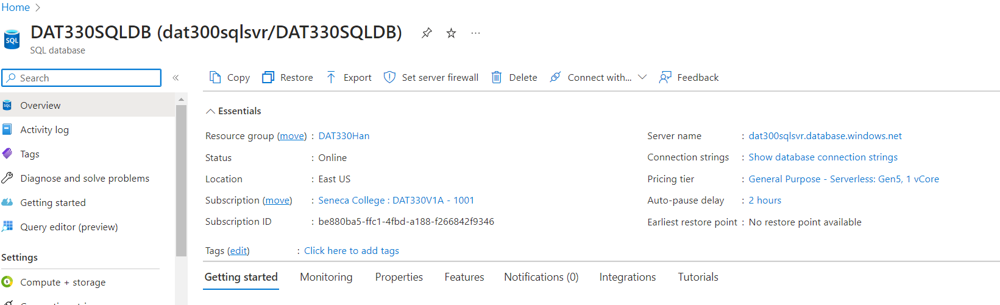 Home
DAT330SQLDB (dat300sqlsvr/DAT330SQLDB)
SQL database
Search
Copy Restore Export Set server firewall Delete Connect with... Feedback
Overview
Activity log
Tags
Diagnose and solve problems
Getting started
Query editor (preview)
Settings
Compute + storage
Essentials
Resource group (move) : DAT330Han
Status : Online
Location : East US
Subscription (move) : Seneca College : DAT330V1A - 1001
Subscription ID : be880ba5-ffc1-4fbd-a188-f266842f9346
Server name : dat300sqlsvr.database.windows.net
Connection strings : Show database connection strings
Pricing tier : General Purpose - Serverless: Gen5, 1 vCore
Auto-pause delay : 2 hours
Earliest restore point : No restore point available
Tags (edit) : Click here to add tags
Getting started Monitoring Properties Features Notifications (0) Integrations Tutorials